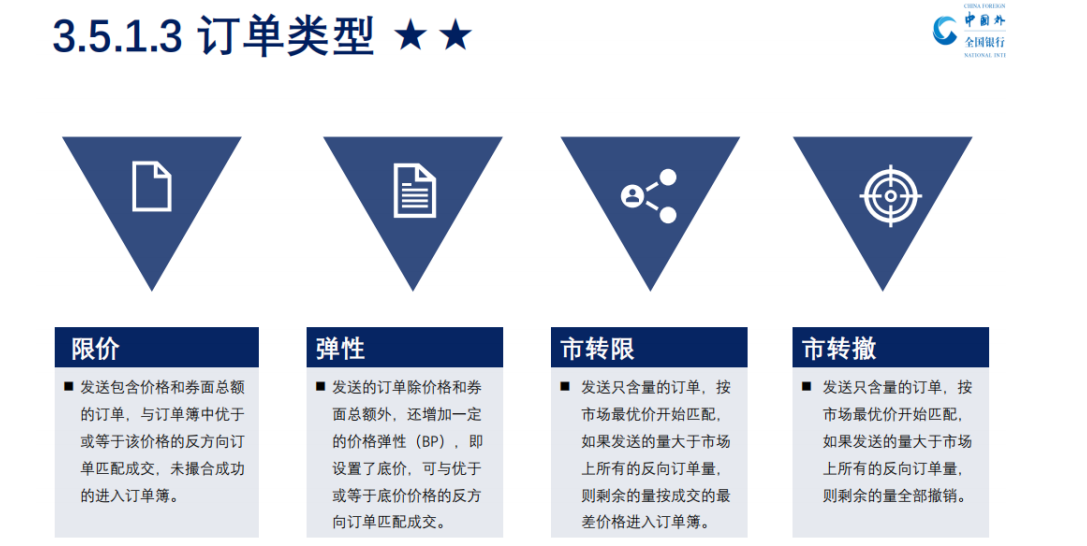 3.5.1.3 订单类型 ★★
CHINA FOREIGN
中国外
全国银行
NATIONAL INTE
限价
■ 发送包含价格和券面总额
的订单，与订单簿中优于
或等于该价格的反方向订
单匹配成交，未撮合成功
的进入订单簿。
弹性
■ 发送的订单除价格和券
面总额外，还增加一定
的价格弹性（BP），即
设置了底价，可与优于
或等于底价价格的反方
向订单匹配成交。
市转限
■ 发送只含量的订单，按
市场最优价开始匹配，
如果发送的量大于市场
上所有的反向订单量，
则剩余的量按成交的最
差价格进入订单簿。
市转撤
■ 发送只含量的订单，按
市场最优价开始匹配，
如果发送的量大于市场
上所有的反向订单量，
则剩余的量全部撤销。